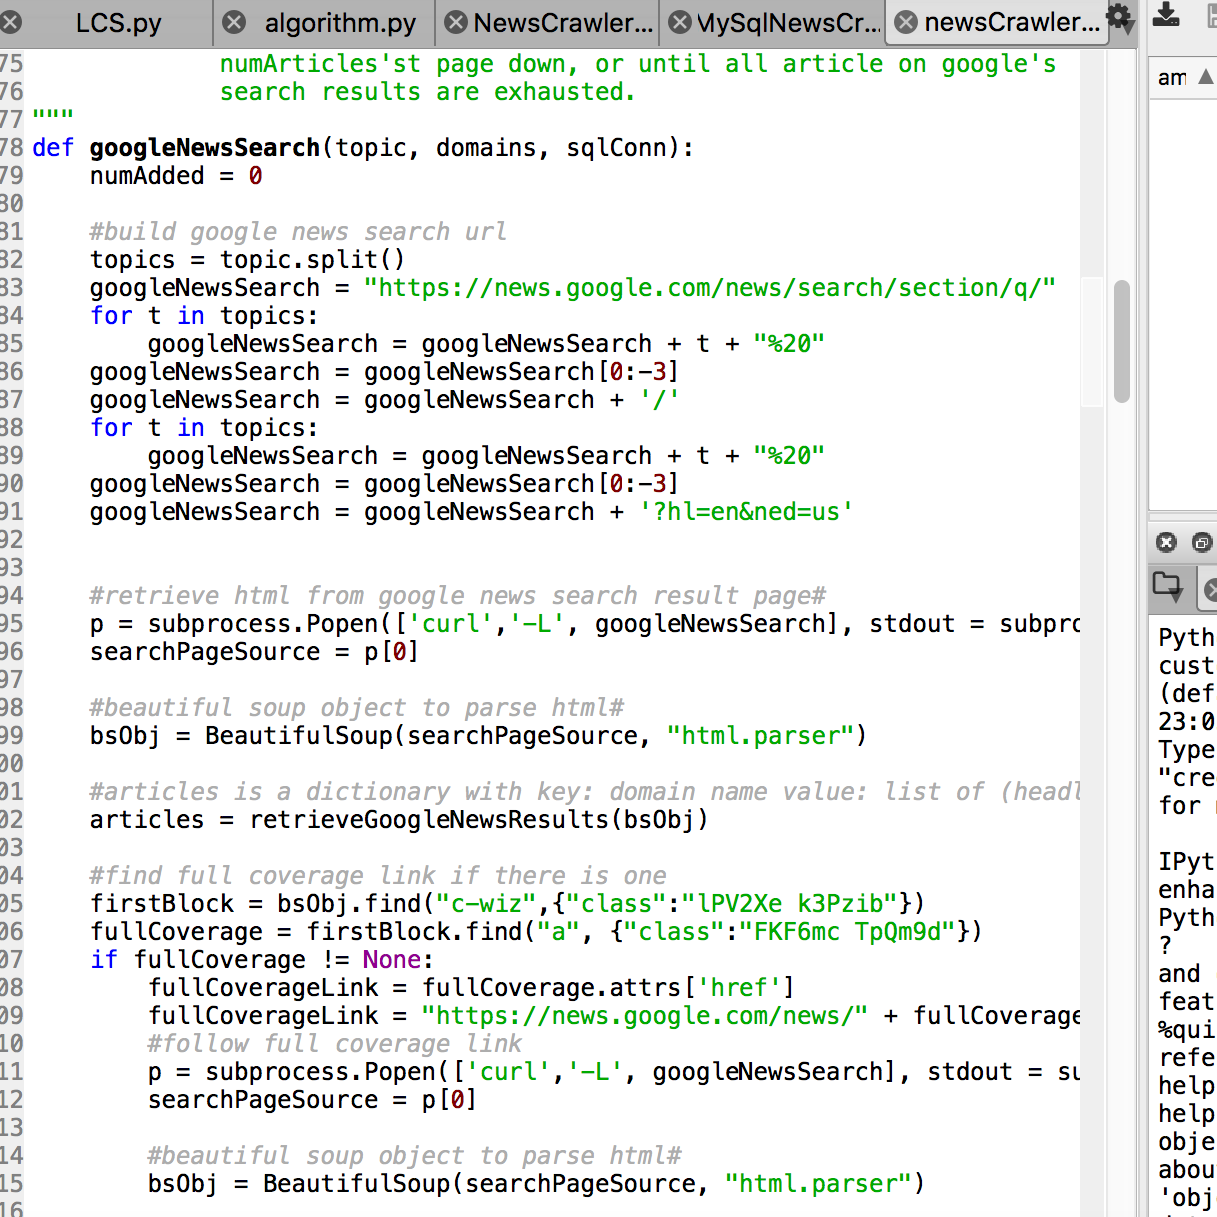 LCS.py algorithm.py NewsCrawler... MySqlNewsCr... newsCrawler...
75 numArticles'st page down, or until all article on google's
76 search results are exhausted.
77 """
78 def googleNewsSearch(topic, domains, sqlConn):
79 numAdded = 0
80
81 #build google news search url
82 topics = topic.split()
83 googleNewsSearch = "https://news.google.com/news/search/section/q/"
84 for t in topics:
85 googleNewsSearch = googleNewsSearch + t + "%20"
86 googleNewsSearch = googleNewsSearch[0:-3]
87 googleNewsSearch = googleNewsSearch + '/'
88 for t in topics:
89 googleNewsSearch = googleNewsSearch + t + "%20"
90 googleNewsSearch = googleNewsSearch[0:-3]
91 googleNewsSearch = googleNewsSearch + '?hl=en&ned=us'
92
93
94 #retrieve html from google news search result page#
95 p = subprocess.Popen(['curl','-L', googleNewsSearch], stdout = subprc
96 searchPageSource = p[0]
97
98 #beautiful soup object to parse html#
99 bsObj = BeautifulSoup(searchPageSource, "html.parser")
00
01 #articles is a dictionary with key: domain name value: list of (headl
02 articles = retrieveGoogleNewsResults(bsObj)
03
04 #find full coverage link if there is one
05 firstBlock = bsObj.find("c-wiz",{"class":"lPV2Xe k3Pzib"})
06 fullCoverage = firstBlock.find("a", {"class":"FKF6mc TpQm9d"})
07 if fullCoverage != None:
08 fullCoverageLink = fullCoverage.attrs['href']
09 fullCoverageLink = "https://news.google.com/news/" + fullCoverage
10 #follow full coverage link
11 p = subprocess.Popen(['curl','-L', googleNewsSearch], stdout = su
12 searchPageSource = p[0]
13
14 #beautiful soup object to parse html#
15 bsObj = BeautifulSoup(searchPageSource, "html.parser")
16
am
Pyth
cust
(def
23:0
Type
"cre
for
IPyt
enha
Pyth
?
and
feat
%qui
refe
help
help
obje
abou
'obj